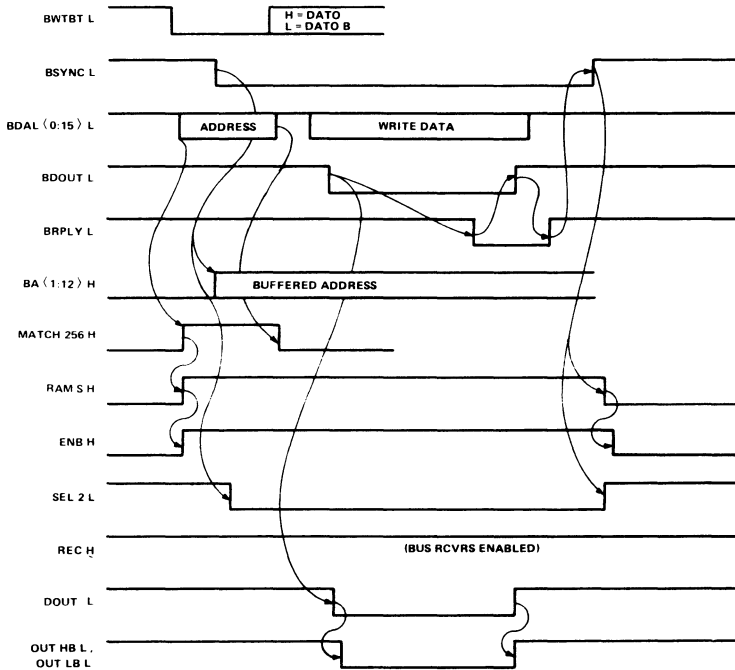 BWTBT L
H = DATO
L = DATO B
BSYNC L
BDAL ⟨0:15⟩ L
ADDRESS
WRITE DATA
BDOUT L
BRPLY L
BA ⟨1:12⟩ H
BUFFERED ADDRESS
MATCH 256 H
RAM S H
ENB H
SEL 2 L
REC H
(BUS RCVRS ENABLED)
DOUT L
OUT HB L,
OUT LB L